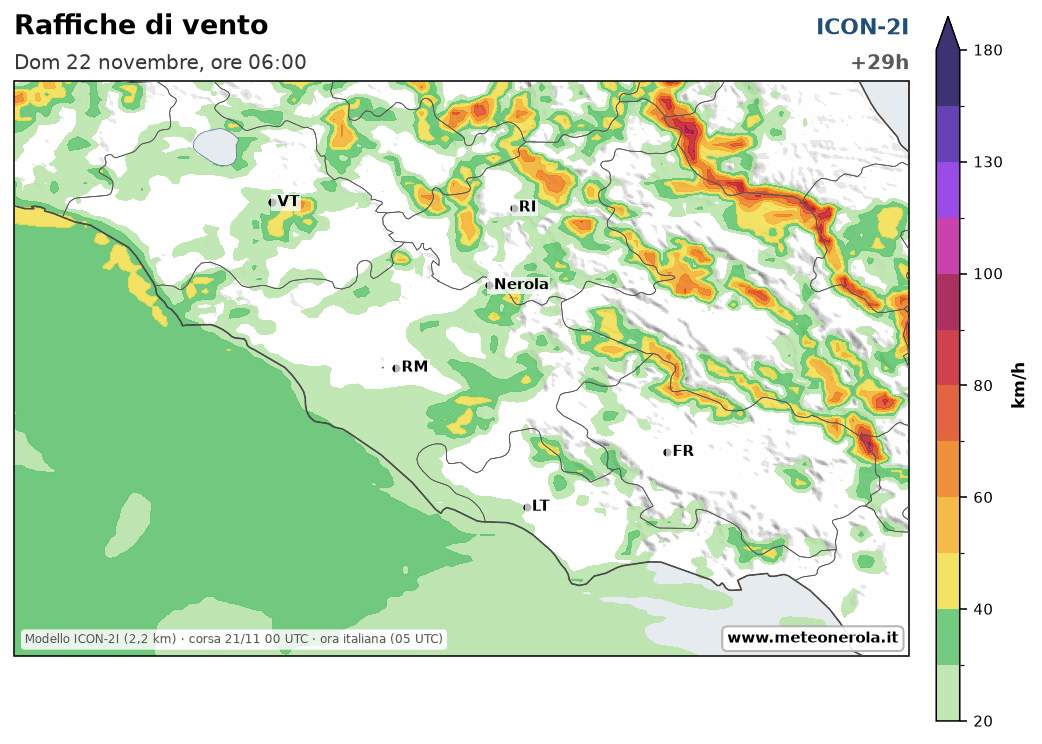 Raffiche di vento
ICON-2I
Dom 22 novembre, ore 06:00
+29h
VT
RI
Nerola
RM
FR
LT
Modello ICON-2I (2,2 km) · corsa 21/11 00 UTC · ora italiana (05 UTC)
www.meteonerola.it
180
130
100
80
60
40
20
km/h